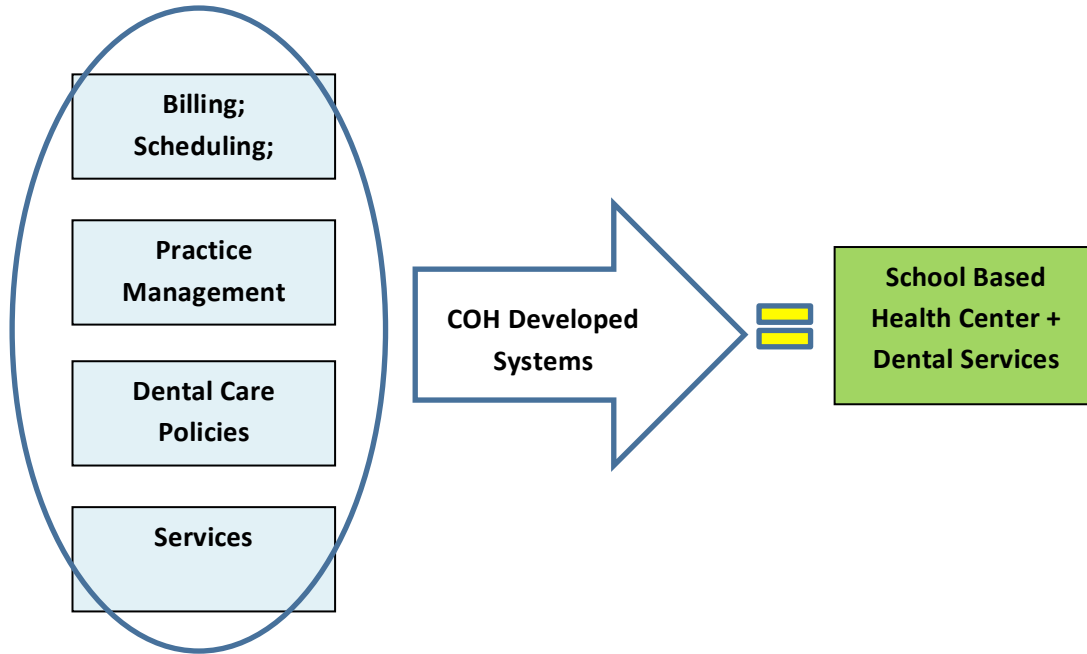 Billing;
Scheduling;
Practice
Management
Dental Care
Policies
Services
COH Developed
Systems
School Based
Health Center +
Dental Services